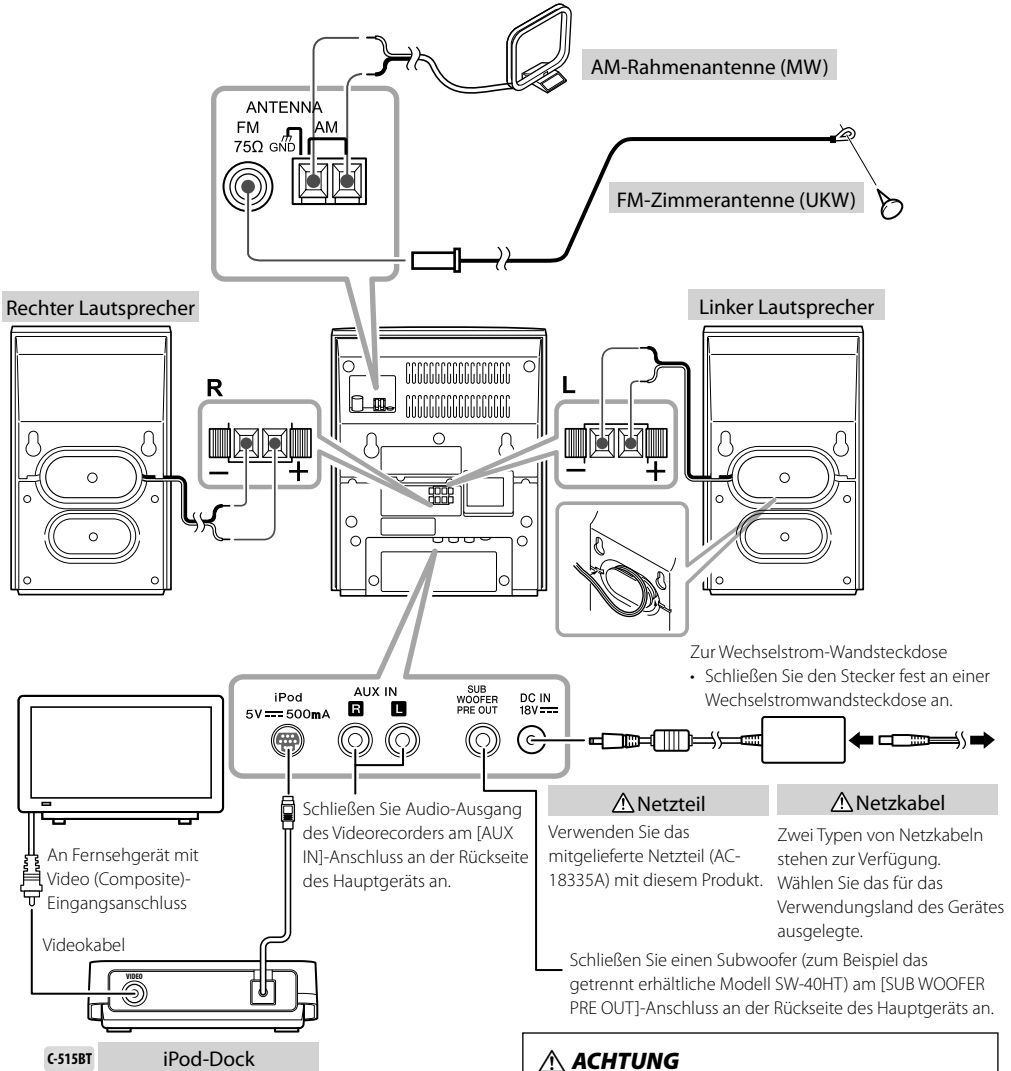 AM-Rahmenantenne (MW)
ANTENNA
FM
AM
75Ω GND
FM-Zimmerantenne (UKW)
Rechter Lautsprecher
Linker Lautsprecher
R
L
− +
− +
Zur Wechselstrom-Wandsteckdose
• Schließen Sie den Stecker fest an einer
Wechselstromwandsteckdose an.
iPod
5V 500mA
AUX IN
R L
SUB
WOOFER
PRE OUT
DC IN
18V
Schließen Sie Audio-Ausgang
des Videorecorders am [AUX
IN]-Anschluss an der Rückseite
des Hauptgeräts an.
⚠Netzteil
Verwenden Sie das
mitgelieferte Netzteil (AC-
18335A) mit diesem Produkt.
⚠Netzkabel
Zwei Typen von Netzkabeln
stehen zur Verfügung.
Wählen Sie das für das
Verwendungsland des Gerätes
ausgelegte.
An Fernsehgerät mit
Video (Composite)-
Eingangsanschluss
Videokabel
VIDEO
Schließen Sie einen Subwoofer (zum Beispiel das
getrennt erhältliche Modell SW-40HT) am [SUB WOOFER
PRE OUT]-Anschluss an der Rückseite des Hauptgeräts an.
C-515BT iPod-Dock
⚠ ACHTUNG